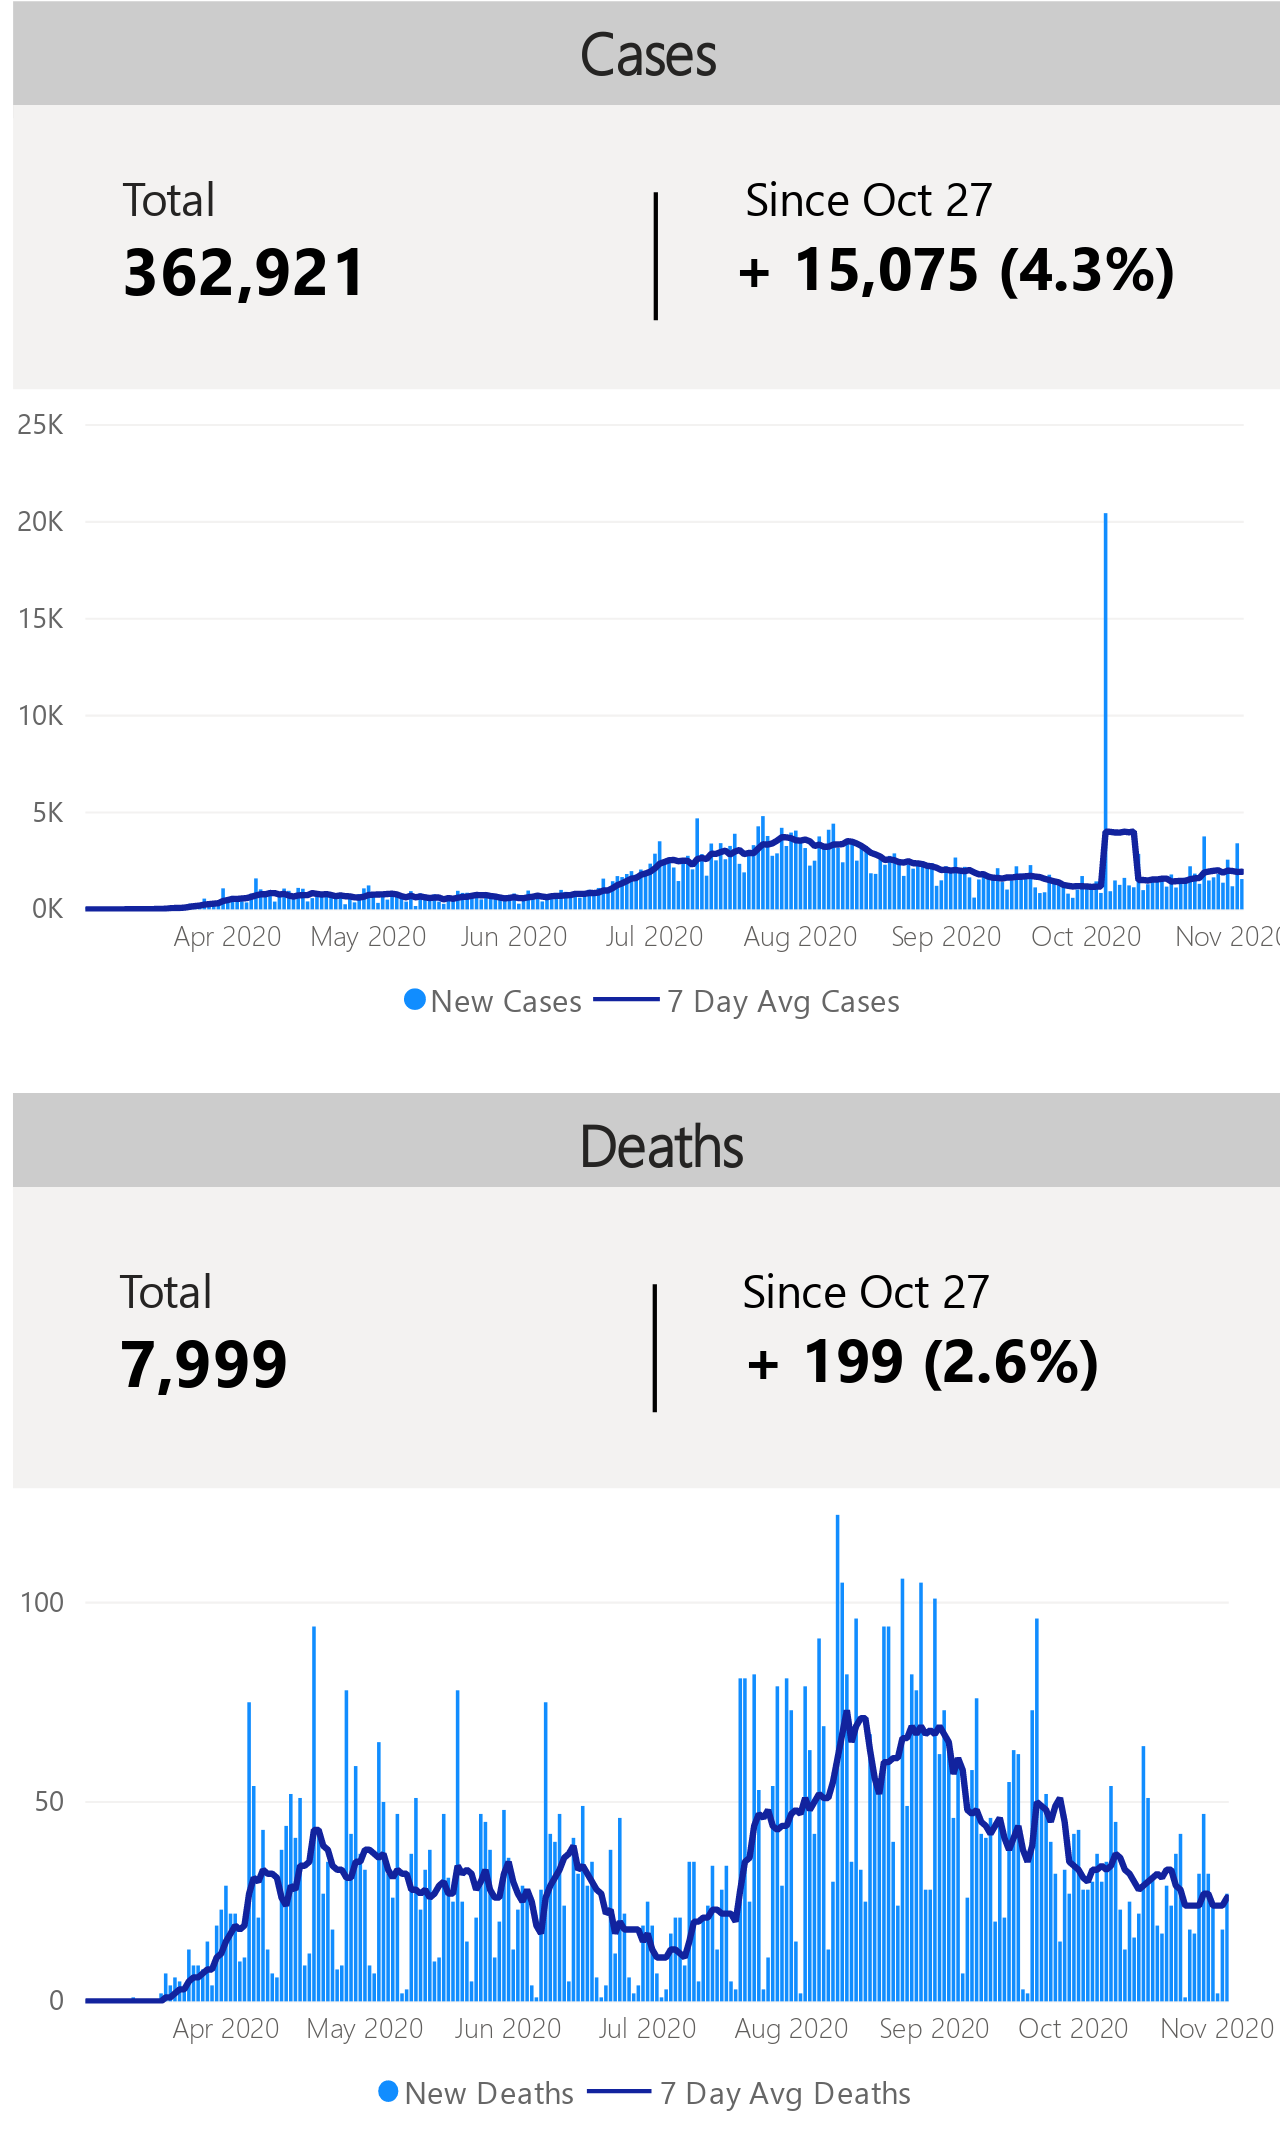 Cases
Total
Since Oct 27
362,921
+ 15,075 (4.3%)
25K
20K
15K
10K
5K
0K
Apr 2020 May 2020 Jun 2020 Jul 2020 Aug 2020 Sep 2020 Oct 2020 Nov 2020
New Cases 7 Day Avg Cases
Deaths
Total
Since Oct 27
7,999
+ 199 (2.6%)
100
50
0
Apr 2020 May 2020 Jun 2020 Jul 2020 Aug 2020 Sep 2020 Oct 2020 Nov 2020
New Deaths 7 Day Avg Deaths